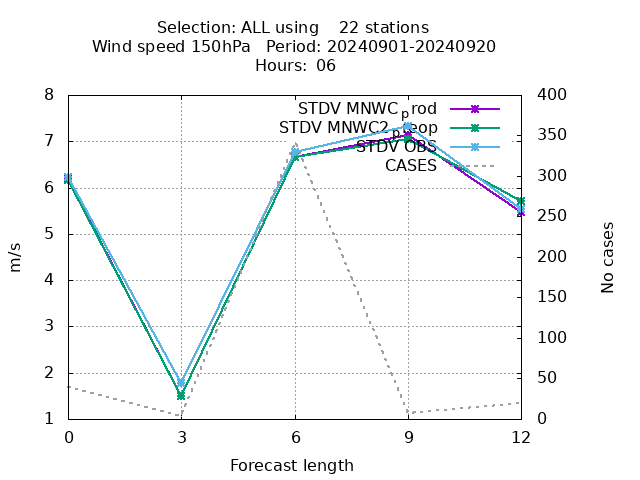 Selection: ALL using    22 stations
Wind speed 150hPa   Period: 20240901-20240920
Hours:  06
8 400
STDV MNWCprod
STDV MNWC2preop
7 350
STDV OBS
CASES
6 300
250
5
200
4
150
3
100
2
50
1 0
m/s
No cases
0 3 6 9 12
Forecast length